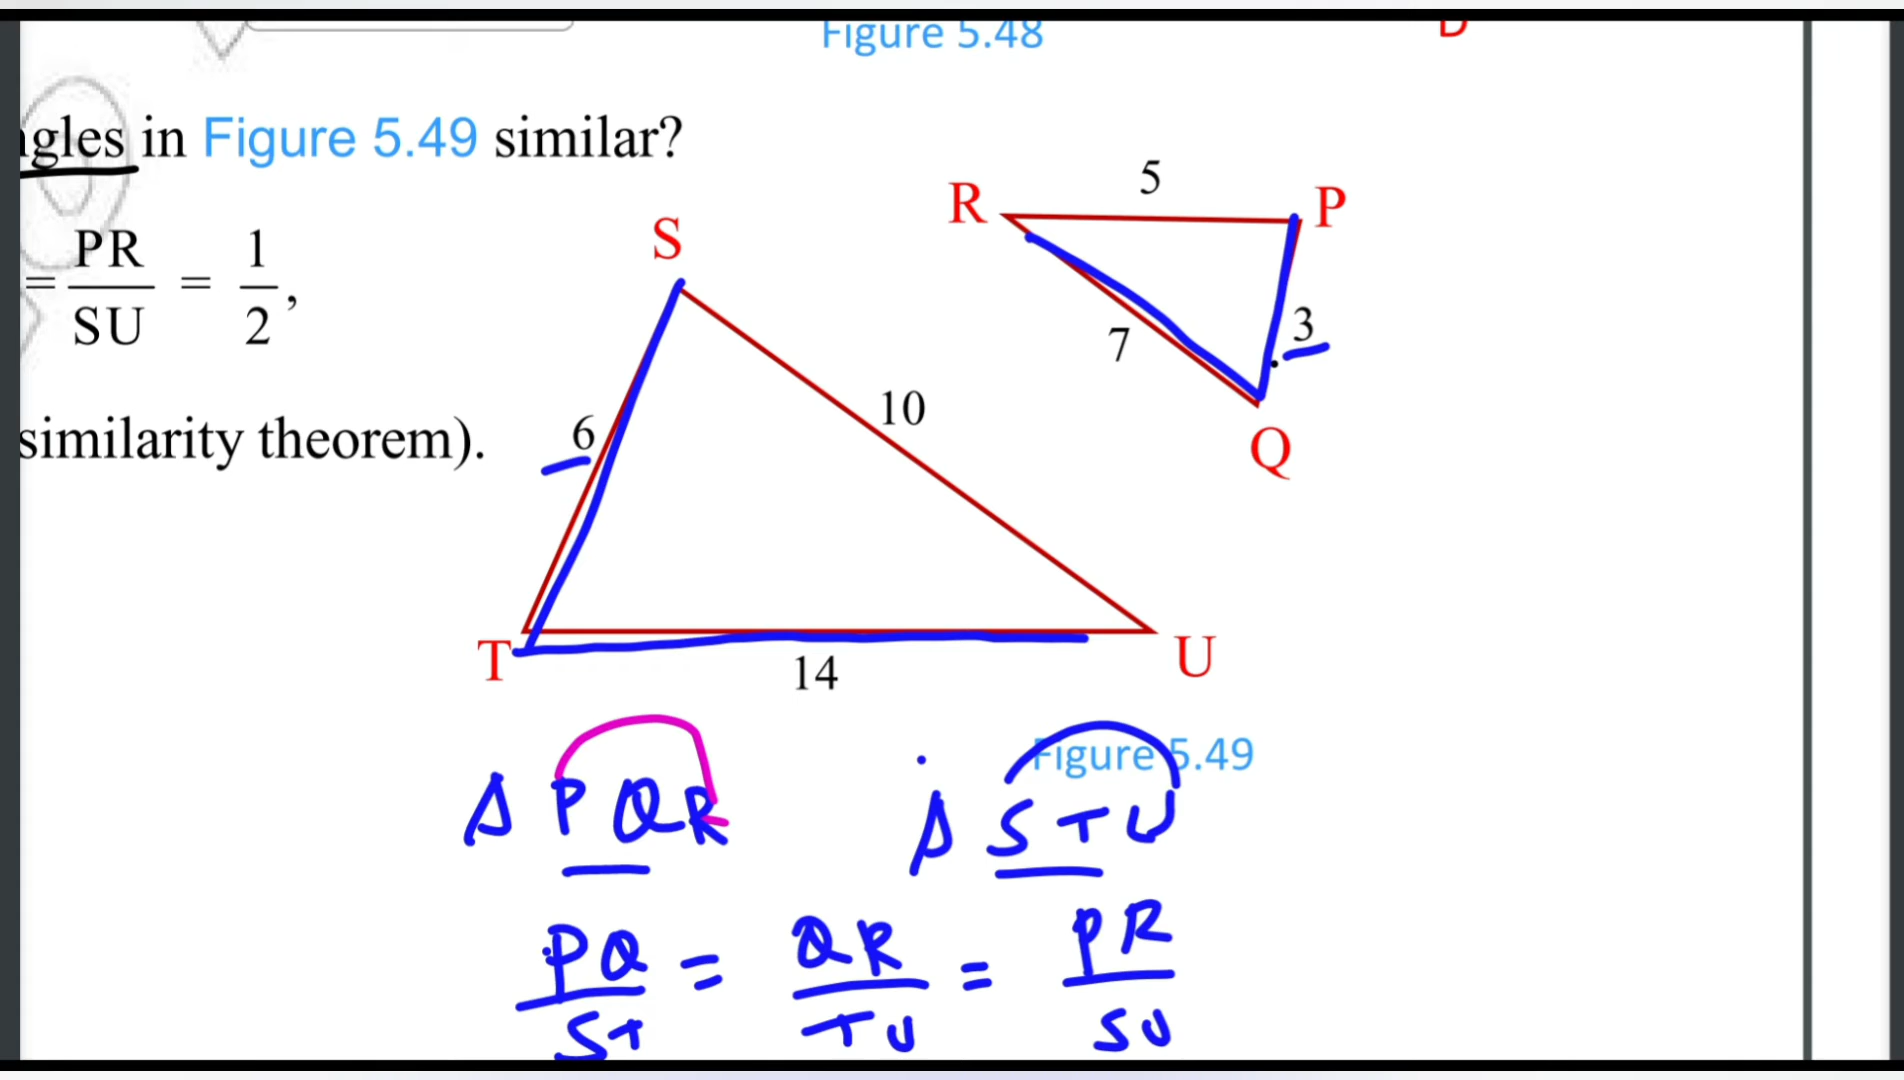 Figure 5.48
D
gles in Figure 5.49 similar?
= PR/SU = 1/2,
similarity theorem).
S
6
10
T
14
U
R
5
P
7
3
Q
Figure 5.49
Δ PQR Δ STU
PQ/ST = QR/TU = PR/SU